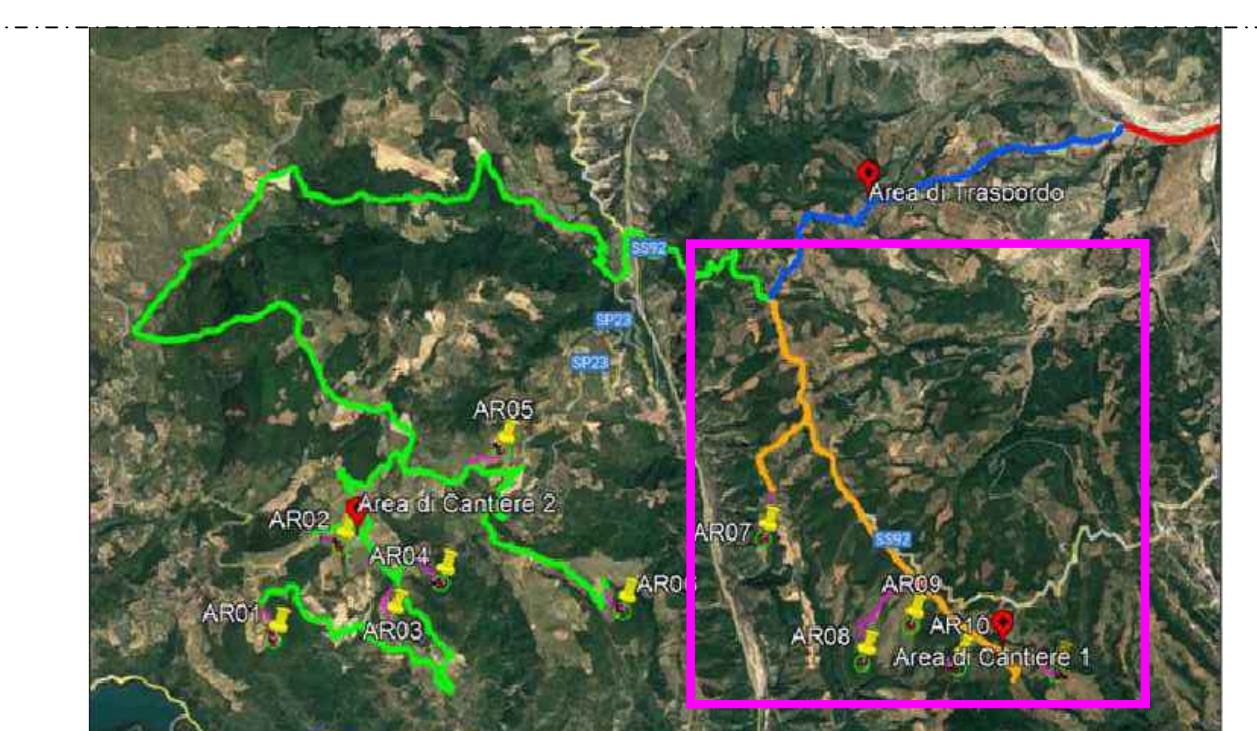 Area di Trasbordo
SS92
SP23
SP23
AR05
Area di Cantiere 2
AR02
AR07
SS92
AR04
AR09
AR06
AR01
AR03
AR10
AR08
Area di Cantiere 1